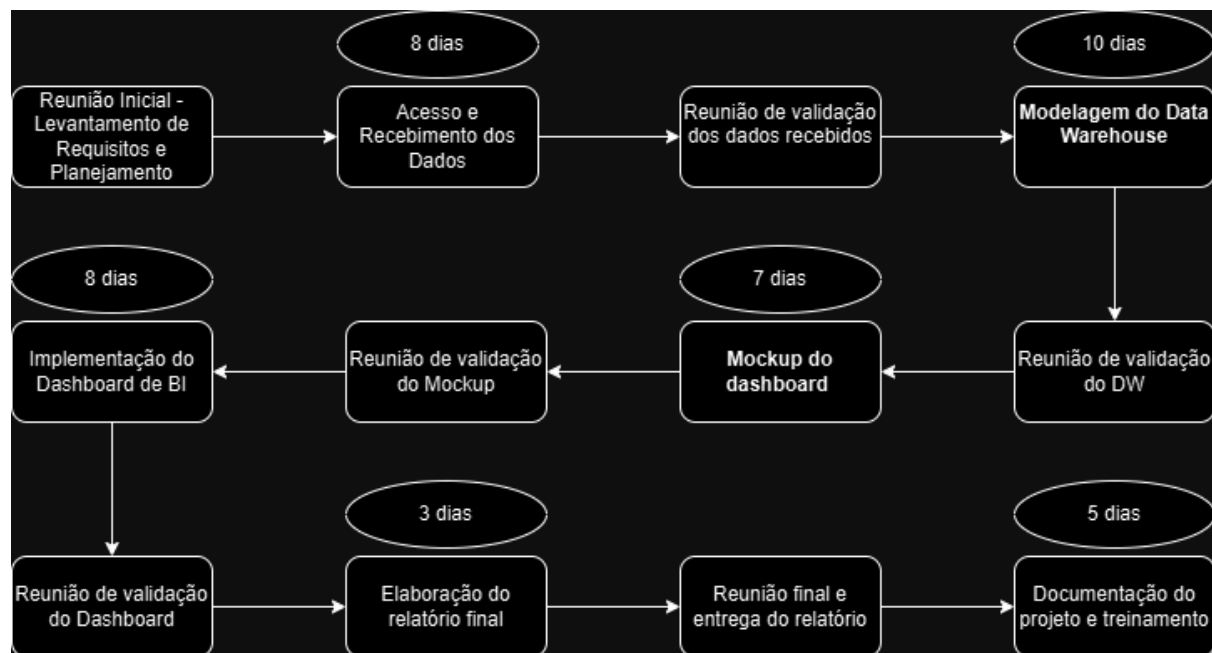 8 dias
10 dias
Reunião Inicial -
Levantamento de
Requisitos e
Planejamento
Acesso e
Recebimento dos
Dados
Reunião de validação
dos dados recebidos
Modelagem do Data
Warehouse
8 dias
7 dias
Implementação do
Dashboard de BI
Reunião de validação
do Mockup
Mockup do
dashboard
Reunião de validação
do DW
3 dias
5 dias
Reunião de validação
do Dashboard
Elaboração do
relatório final
Reunião final e
entrega do relatório
Documentação do
projeto e treinamento